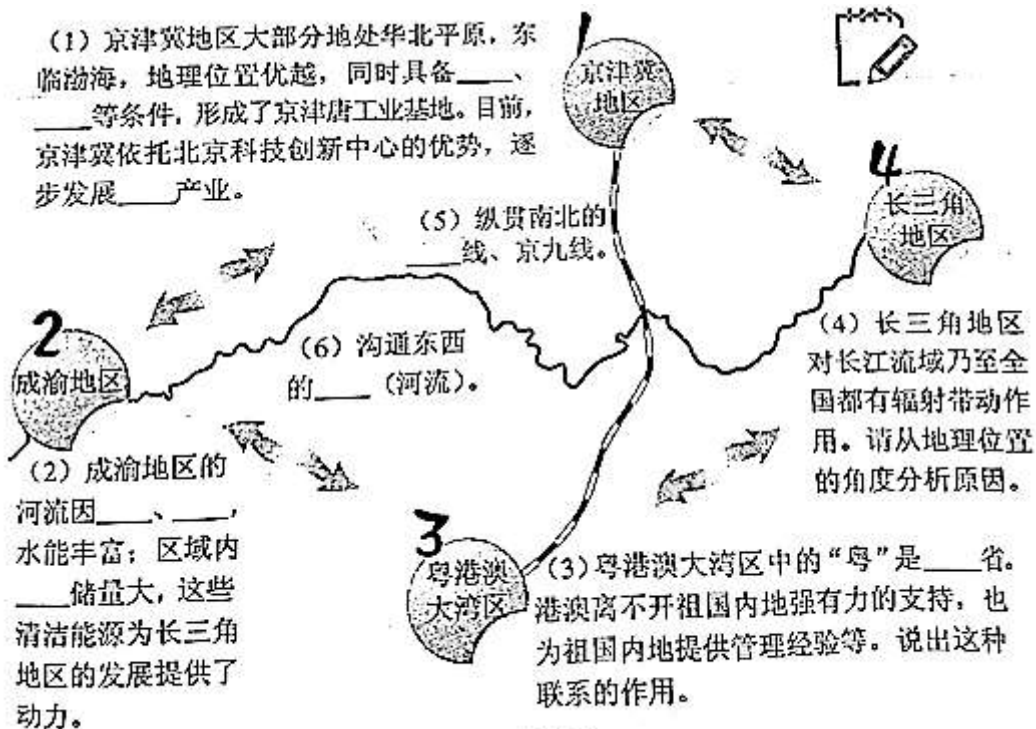 (1) 京津冀地区大部分地处华北平原，东
临渤海，地理位置优越，同时具备____、
____等条件，形成了京津唐工业基地。目前，
京津冀依托北京科技创新中心的优势，逐
步发展____产业。
1
京津冀
地区
4
长三角
地区
(5) 纵贯南北的
____线、京九线。
2
成渝地区
(6) 沟通东西
的____（河流）。
(4) 长三角地区
对长江流域乃至全
国都有辐射带动作
用。请从地理位置
的角度分析原因。
(2) 成渝地区的
河流因____、____，
水能丰富；区域内
____储量大，这些
清洁能源为长三角
地区的发展提供了
动力。
3
粤港澳
大湾区
(3) 粤港澳大湾区中的“粤”是____省。
港澳离不开祖国内地强有力的支持，也
为祖国内地提供管理经验等。说出这种
联系的作用。